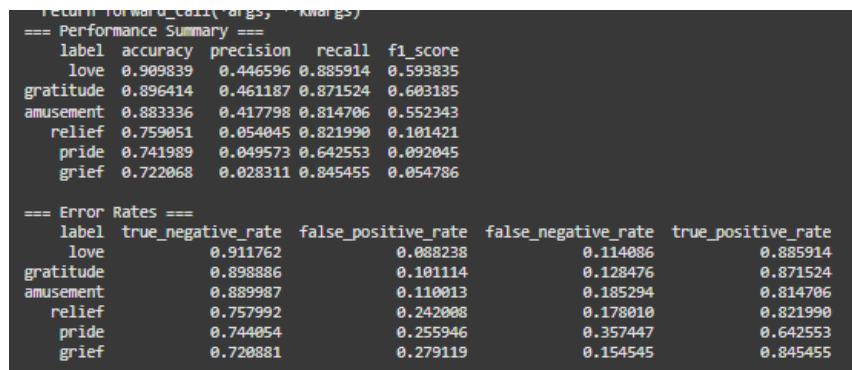 return forward_call(*args, **kwargs)
=== Performance Summary ===
label accuracy precision recall f1_score
love 0.909839 0.446596 0.885914 0.593835
gratitude 0.896414 0.461187 0.871524 0.603185
amusement 0.883336 0.417798 0.814706 0.552343
relief 0.759051 0.054045 0.821990 0.101421
pride 0.741989 0.049573 0.642553 0.092045
grief 0.722068 0.028311 0.845455 0.054786
=== Error Rates ===
label true_negative_rate false_positive_rate false_negative_rate true_positive_rate
love 0.911762 0.088238 0.114086 0.885914
gratitude 0.898886 0.101114 0.128476 0.871524
amusement 0.889987 0.110013 0.185294 0.814706
relief 0.757992 0.242008 0.178010 0.821990
pride 0.744054 0.255946 0.357447 0.642553
grief 0.720881 0.279119 0.154545 0.845455